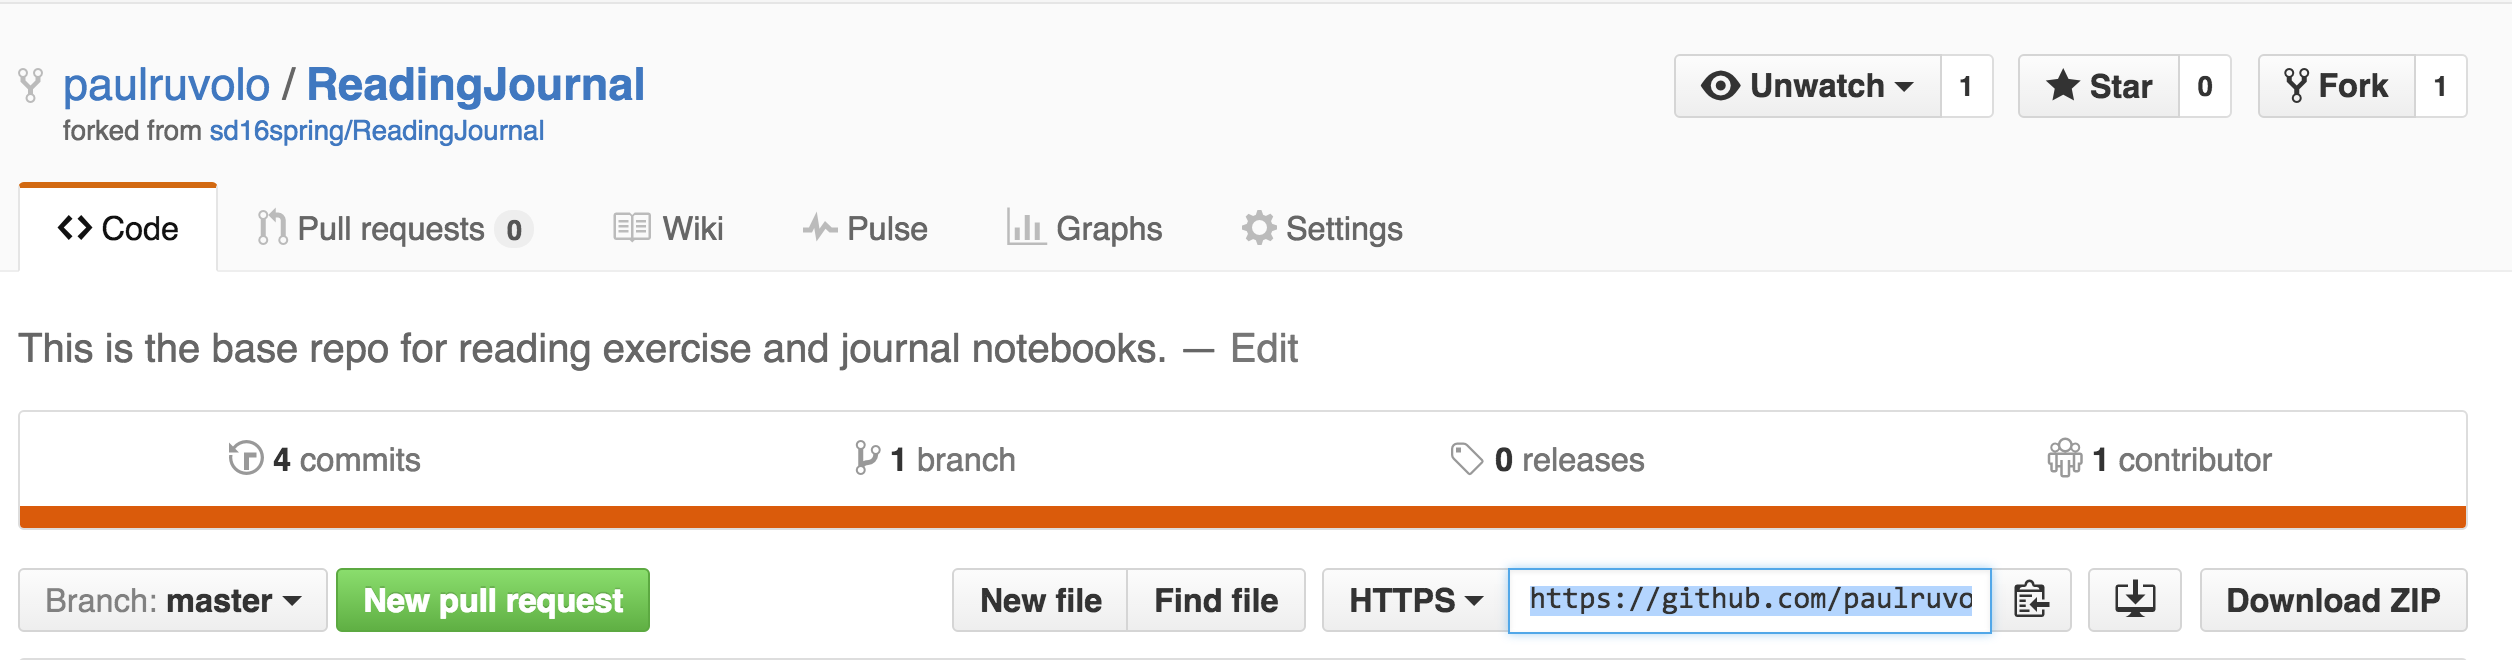 paulruvolo / ReadingJournal
Unwatch 1 Star 0 Fork 1
forked from sd16spring/ReadingJournal
Code Pull requests 0 Wiki Pulse Graphs Settings
This is the base repo for reading exercise and journal notebooks. — Edit
4 commits 1 branch 0 releases 1 contributor
Branch: master New pull request New file Find file HTTPS https://github.com/paulruvo Download ZIP